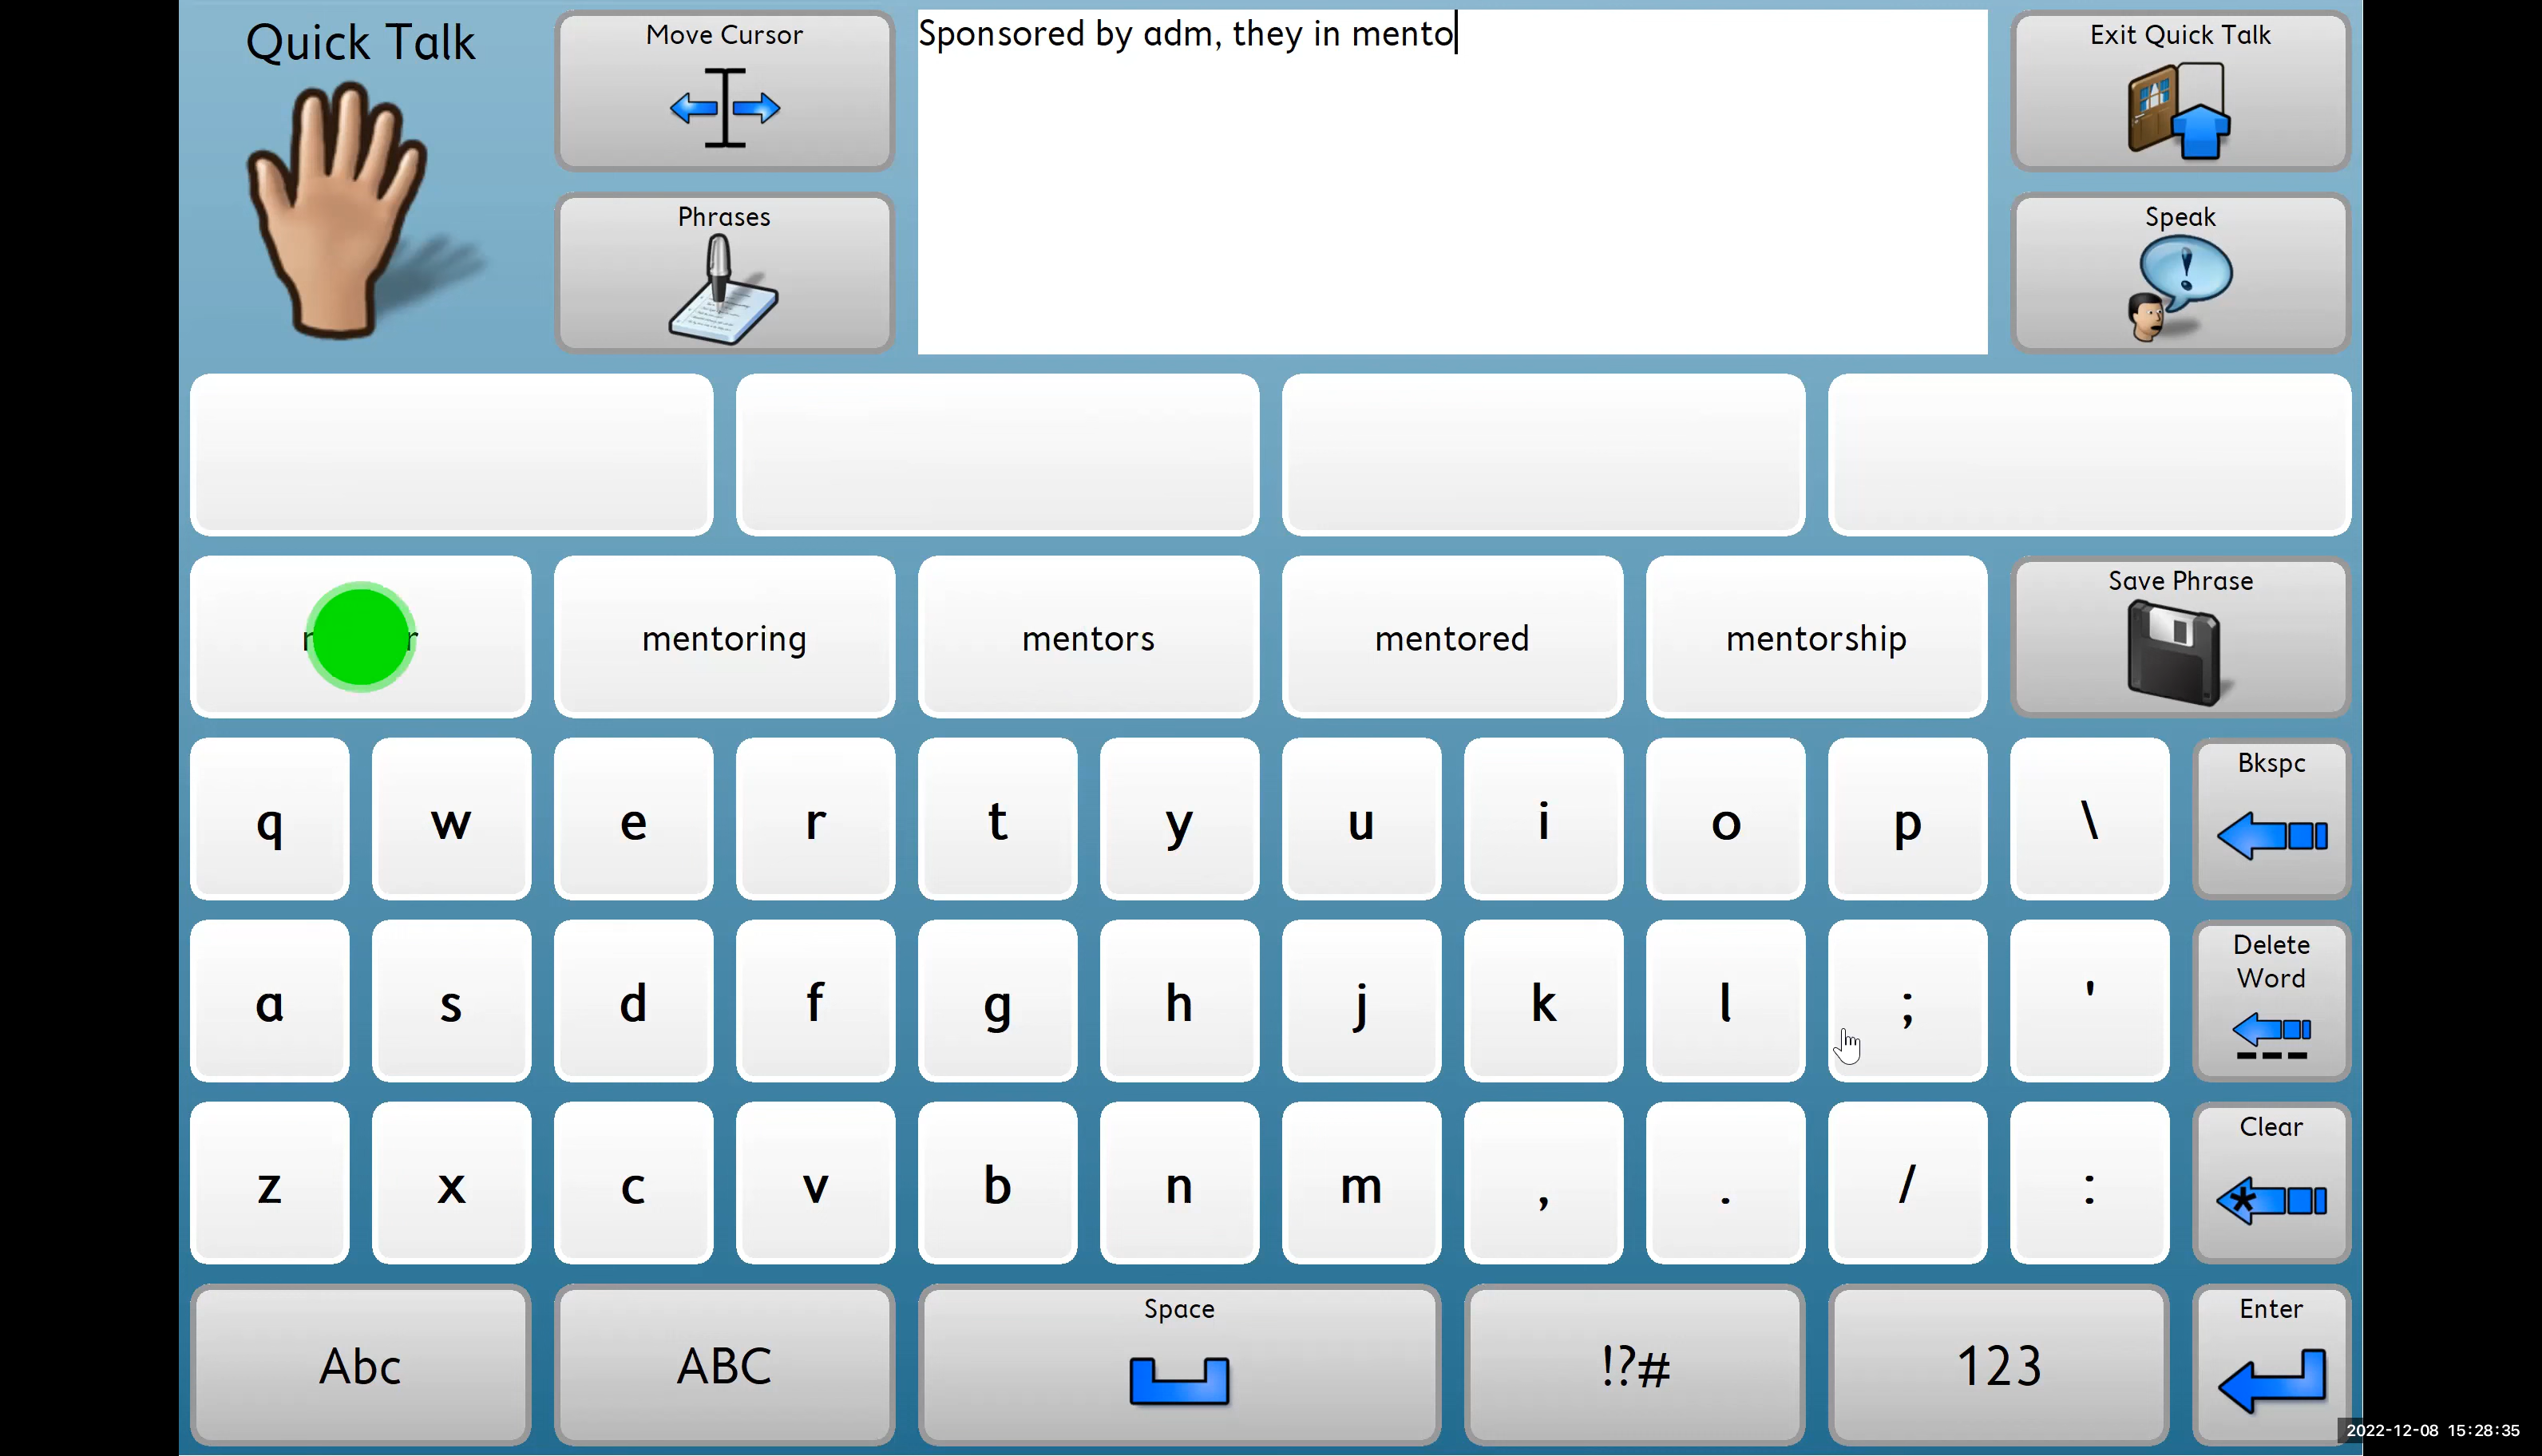 Quick Talk
Move Cursor
Sponsored by adm, they in mento
Exit Quick Talk
Phrases
Speak
mentoring
mentors
mentored
mentorship
Save Phrase
q w e r t y u i o p \
Bkspc
a s d f g h j k l ; '
Delete
Word
z x c v b n m , . / :
Clear
*
Abc
ABC
Space
!?#
123
Enter
2022-12-08 15:28:35